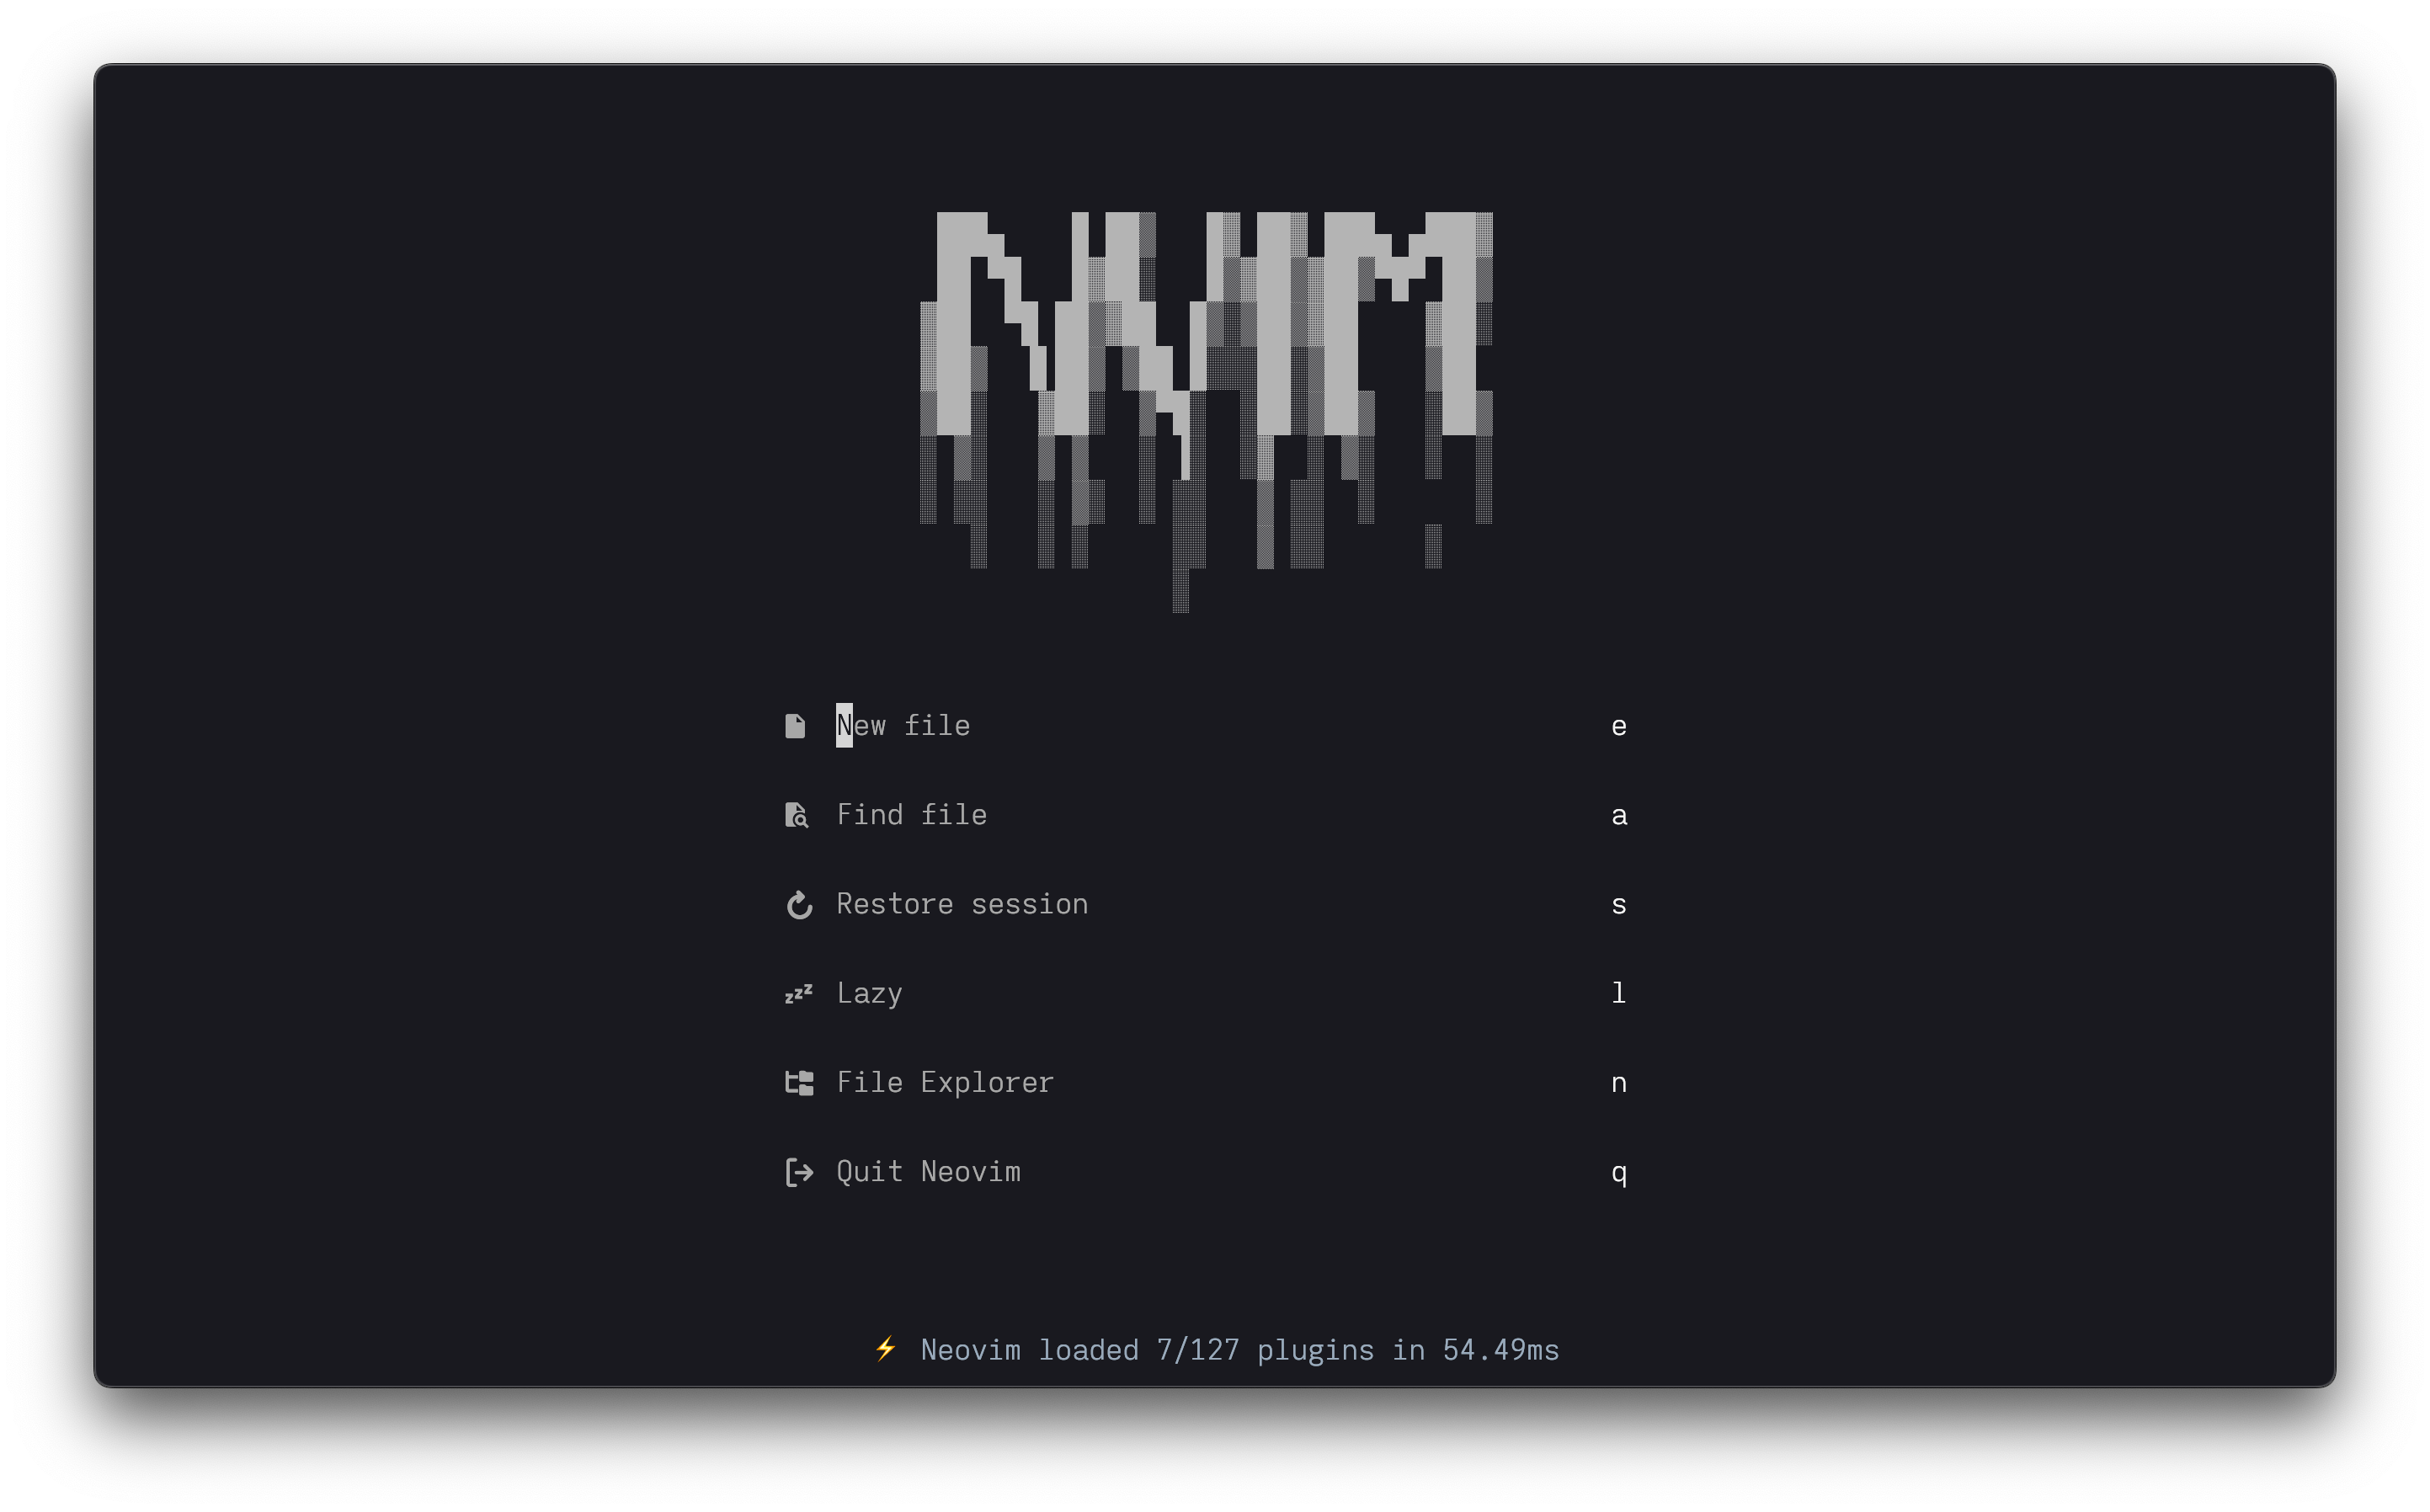 NVIM
New file e
Find file a
Restore session s
zzz Lazy l
File Explorer n
Quit Neovim q
⚡ Neovim loaded 7/127 plugins in 54.49ms